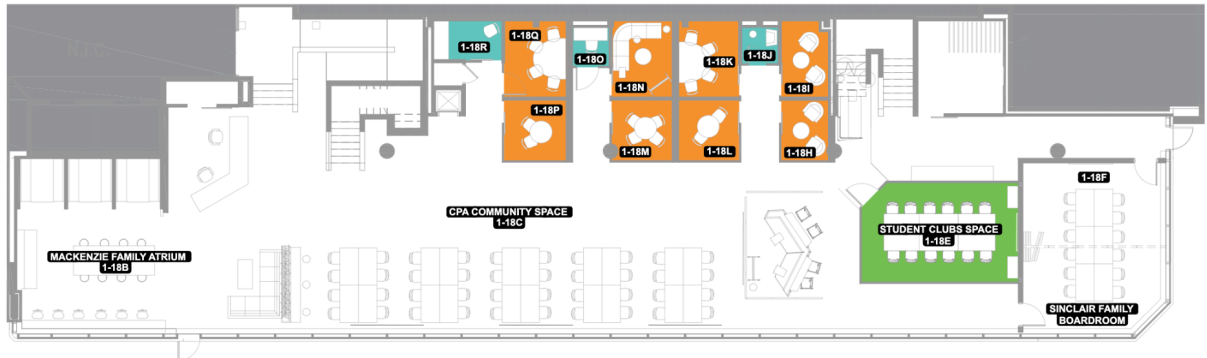 1-18R
1-18Q
1-18O
1-18N
1-18K
1-18J
1-18I
1-18P
1-18M
1-18L
1-18H
1-18F
CPA COMMUNITY SPACE
1-18C
STUDENT CLUBS SPACE
1-18E
MACKENZIE FAMILY ATRIUM
1-18B
SINCLAIR FAMILY
BOARDROOM